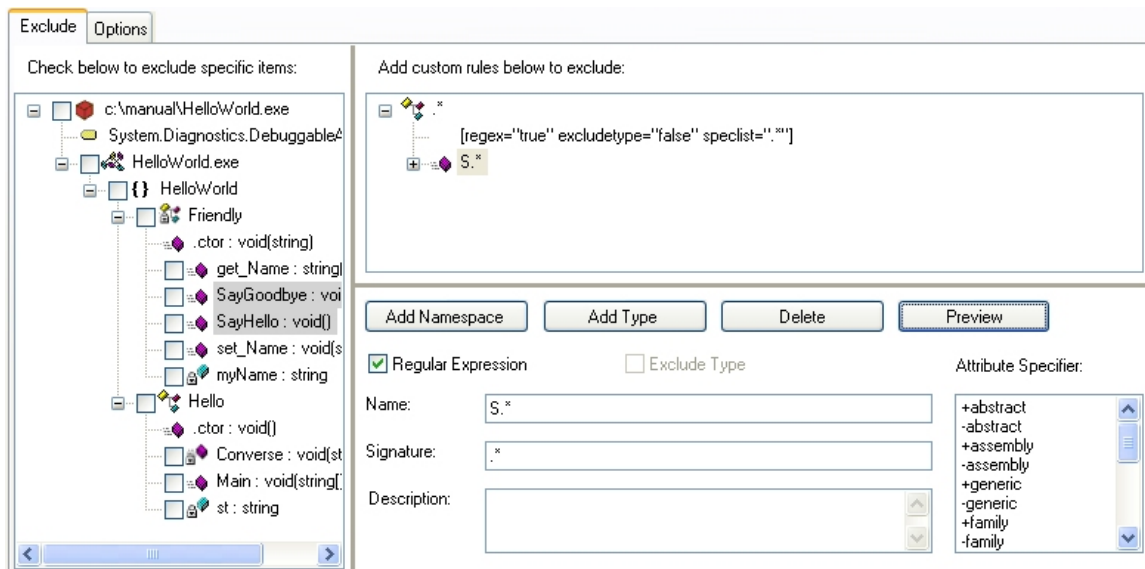 Exclude
Options
Check below to exclude specific items:
c:\manual\HelloWorld.exe
System.Diagnostics.DebuggableA
HelloWorld.exe
{} HelloWorld
Friendly
.ctor : void(string)
get_Name : string(
SayGoodbye : voi
SayHello : void()
set_Name : void(s
myName : string
Hello
.ctor : void()
Converse : void(st
Main : void(string[]
st : string
Add custom rules below to exclude:
.*
[regex="true" excludetype="false" speclist=".*"]
S.*
Add Namespace
Add Type
Delete
Preview
Regular Expression
Exclude Type
Attribute Specifier:
Name:
S.*
Signature:
.*
Description:
+abstract
-abstract
+assembly
-assembly
+generic
-generic
+family
-family